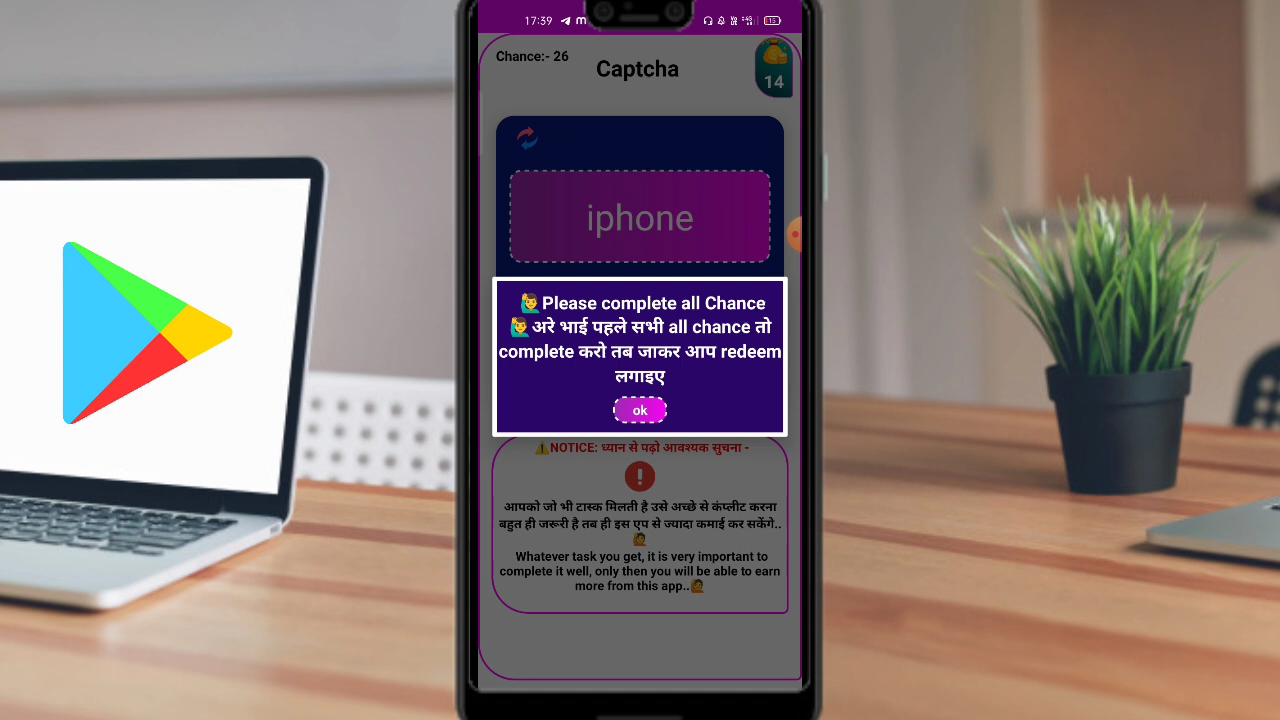 17:39
Chance:- 26
Captcha
14
iphone
🙋‍♂️Please complete all Chance
🙋‍♂️अरे भाई पहले सभी all chance तो
complete करो तब जाकर आप redeem
लगाइए
ok
⚠️NOTICE: ध्यान से पढ़ो आवश्यक सुचना -
आपको जो भी टास्क मिलती है उसे अच्छे से कंप्लीट करना
बहुत ही जरूरी है तब ही इस एप से ज्यादा कमाई कर सकेंगे..
🙋
Whatever task you get, it is very important to
complete it well, only then you will be able to earn
more from this app..🙋